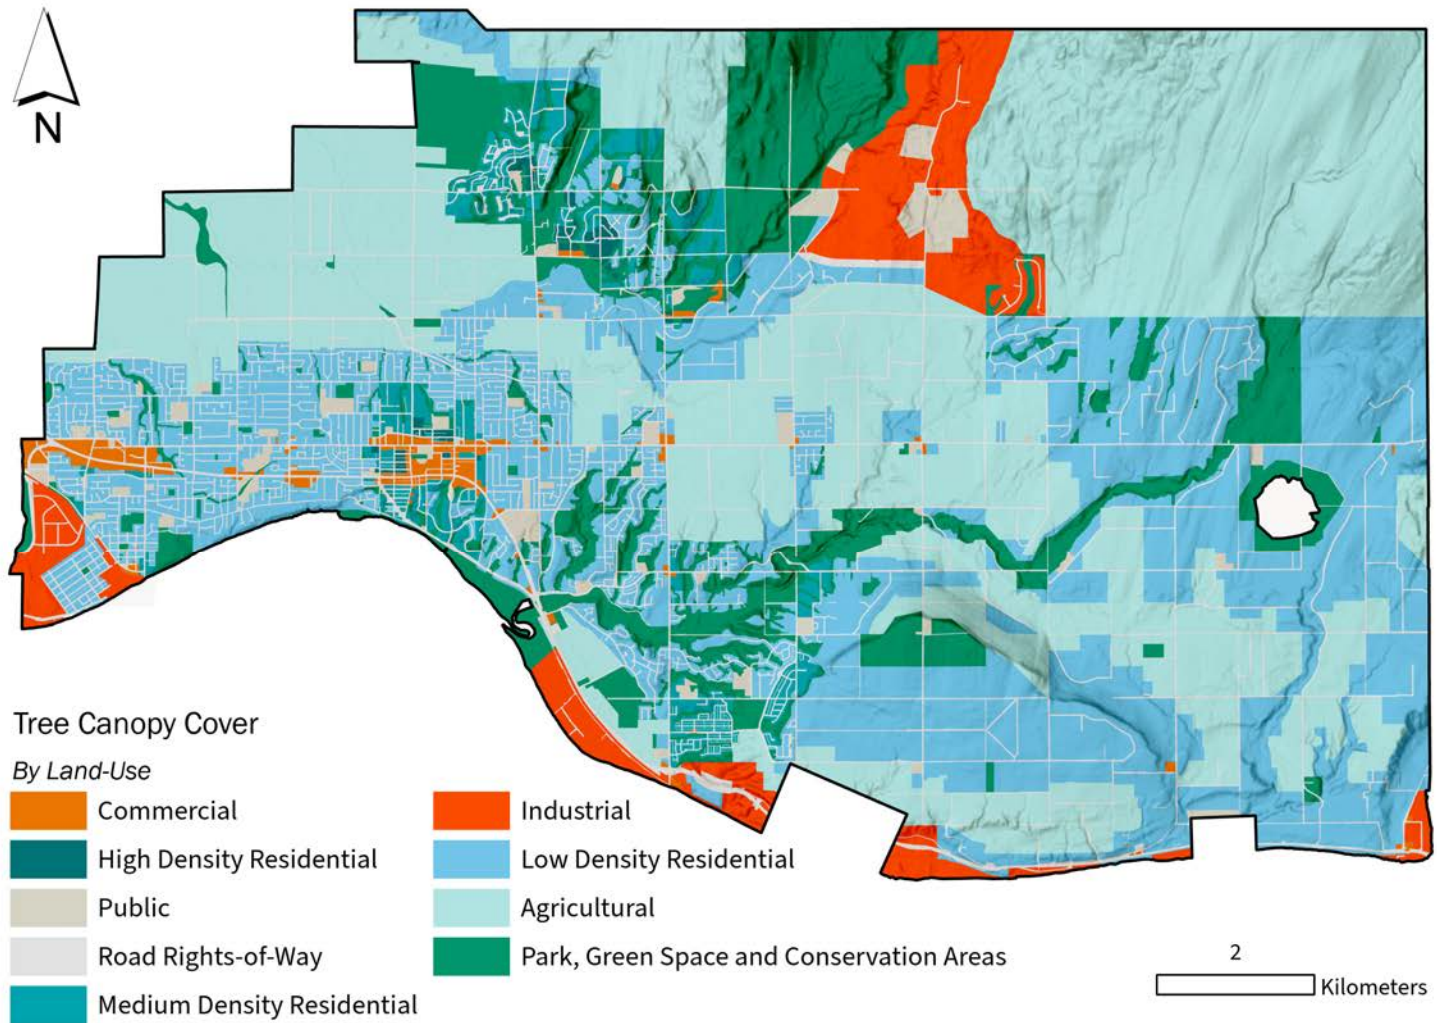 N
Tree Canopy Cover
By Land-Use
Commercial
High Density Residential
Public
Road Rights-of-Way
Medium Density Residential
Industrial
Low Density Residential
Agricultural
Park, Green Space and Conservation Areas
2
Kilometers